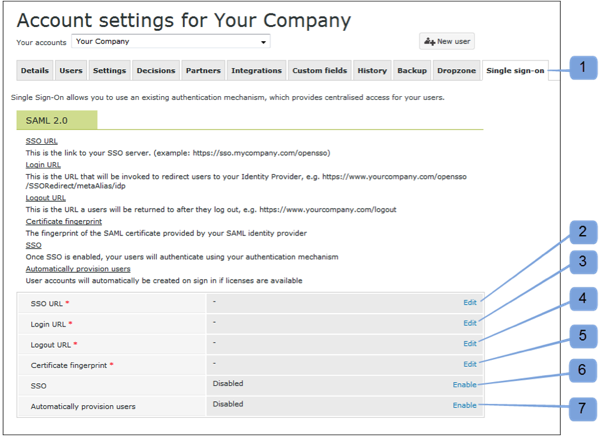 Account settings for Your Company
Your accounts Your Company New user
Details Users Settings Decisions Partners Integrations Custom fields History Backup Dropzone Single sign-on 1
Single Sign-On allows you to use an existing authentication mechanism, which provides centralised access for your users.
SAML 2.0
SSO URL
This is the link to your SSO server. (example: https://sso.mycompany.com/opensso)
Login URL
This is the URL that will be invoked to redirect users to your Identity Provider, e.g. https://www.yourcompany.com/opensso
/SSORedirect/metaAlias/idp
Logout URL
This is the URL a users will be returned to after they log out, e.g. https://www.yourcompany.com/logout
Certificate fingerprint
The fingerprint of the SAML certificate provided by your SAML identity provider
SSO
Once SSO is enabled, your users will authenticate using your authentication mechanism
Automatically provision users
User accounts will automatically be created on sign in if licenses are available
SSO URL * - Edit 2
Login URL * - Edit 3
Logout URL * - Edit 4
Certificate fingerprint * - Edit 5
SSO Disabled Enable 6
Automatically provision users Disabled Enable 7